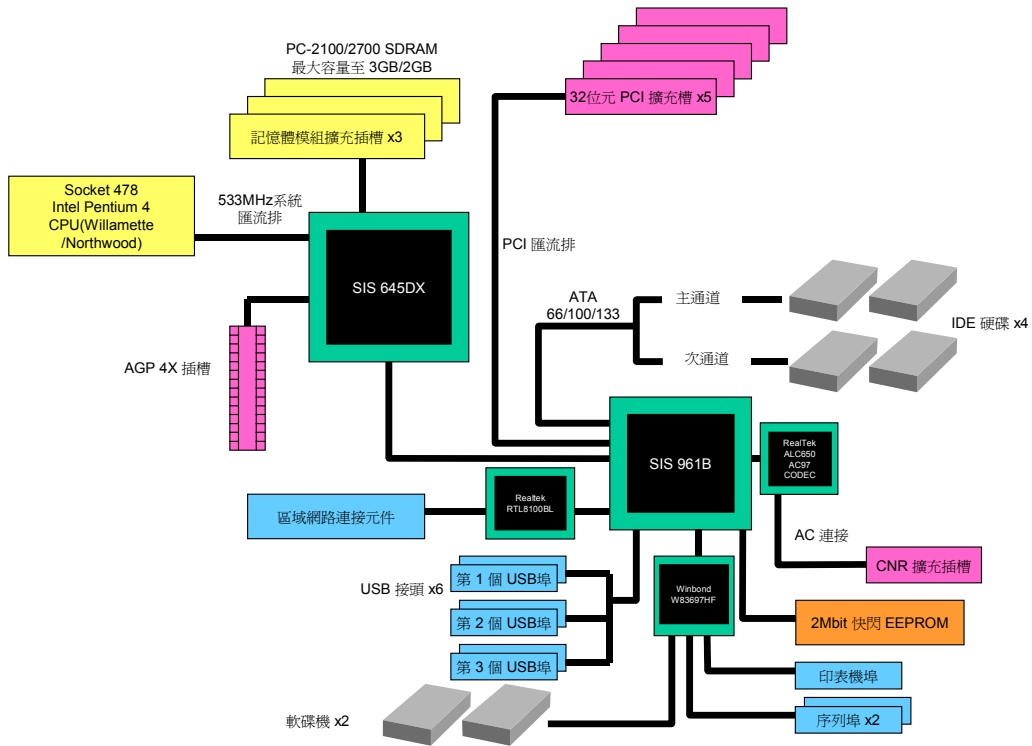 PC-2100/2700 SDRAM
最大容量至 3GB/2GB
記憶體模組擴充插槽 x3
32位元 PCI 擴充槽 x5
Socket 478
Intel Pentium 4
CPU(Willamette
/Northwood)
533MHz系統
匯流排
SIS 645DX
PCI 匯流排
ATA
66/100/133
主通道
次通道
IDE 硬碟 x4
AGP 4X 插槽
SIS 961B
RealTek
ALC650
AC97
CODEC
Realtek
RTL8100BL
區域網路連接元件
AC 連接
CNR 擴充插槽
USB 接頭 x6
第 1 個 USB埠
第 2 個 USB埠
第 3 個 USB埠
Winbond
W83697HF
2Mbit 快閃 EEPROM
印表機埠
序列埠 x2
軟碟機 x2